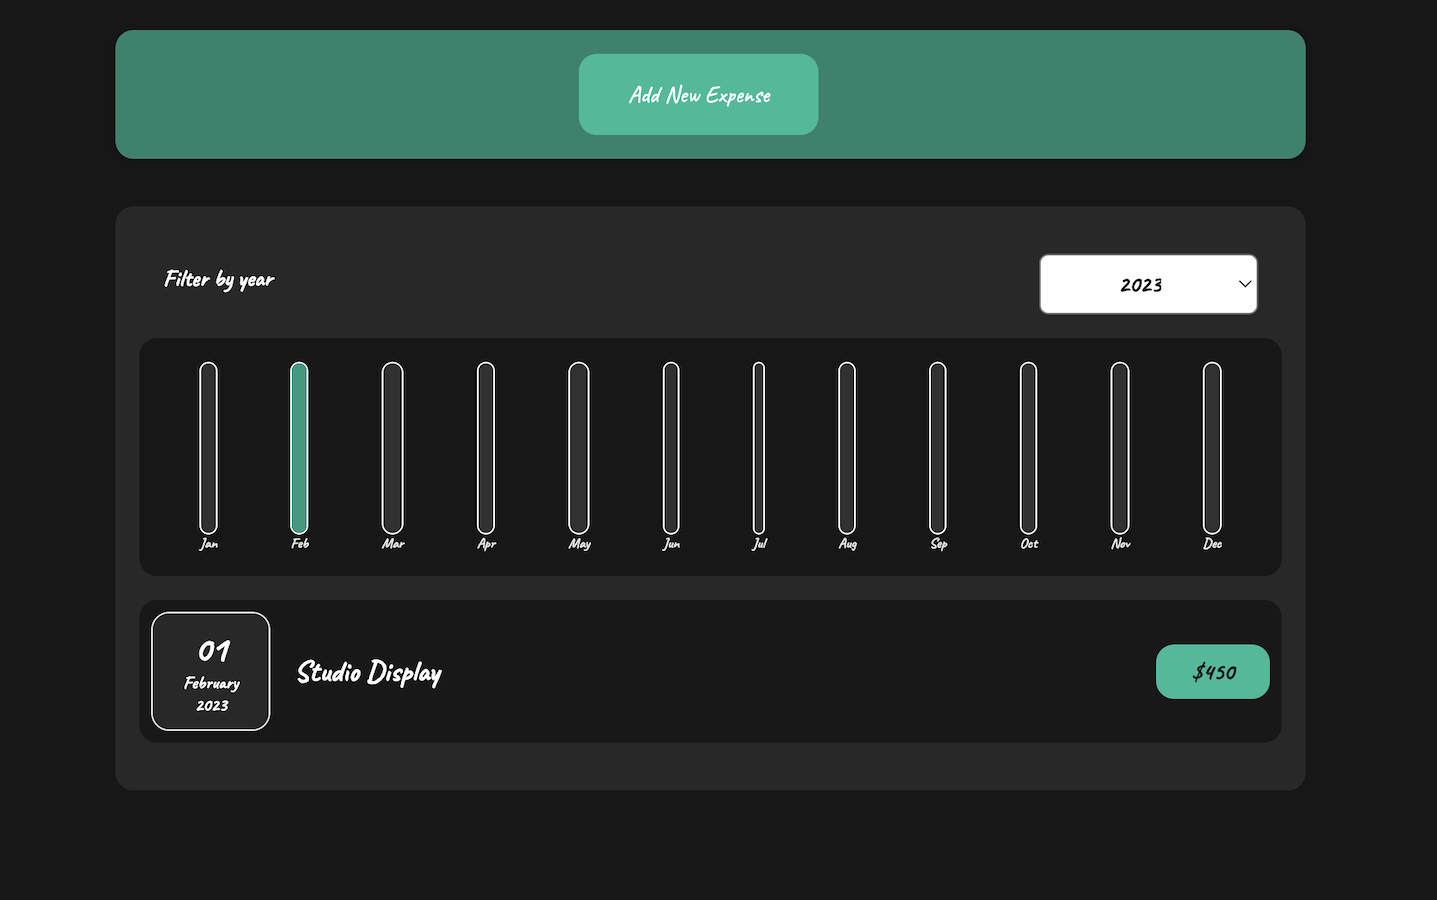 Add New Expense
Filter by year
2023
Jan Feb Mar Apr May Jun Jul Aug Sep Oct Nov Dec
01
February
2023
Studio Display
$450